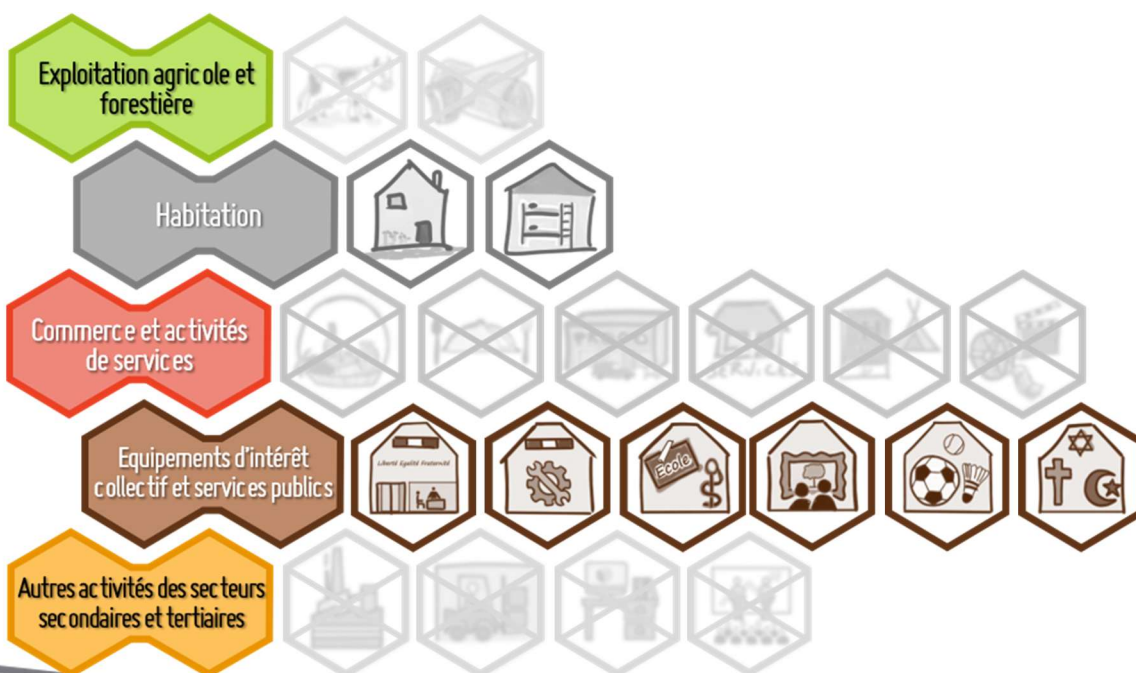 Exploitation agricole et
forestière
Habitation
Commerce et activités
de services
SERVICES
Equipements d'intérêt
collectif et services publics
Liberté Egalité Fraternité
Ecole
Autres activités des secteurs
secondaires et tertiaires